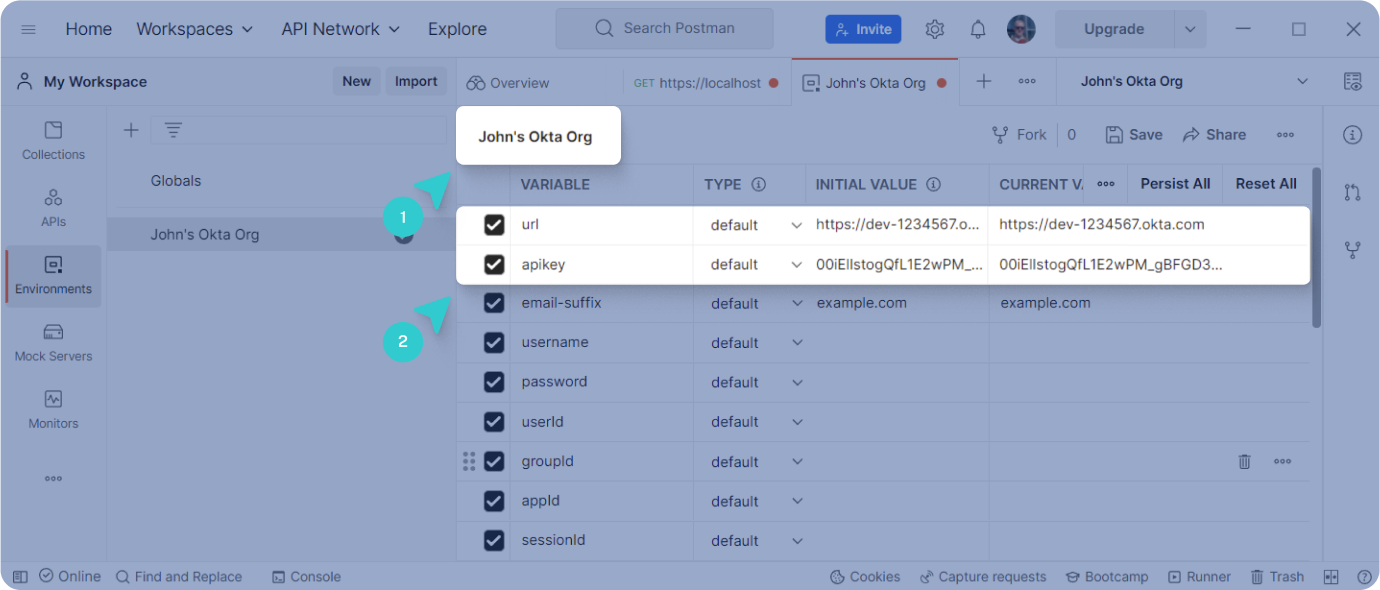 Home Workspaces API Network Explore Search Postman Invite Upgrade
My Workspace New Import Overview GET https://localhost John's Okta Org John's Okta Org
John's Okta Org Fork 0 Save Share
Collections
Globals
VARIABLE TYPE INITIAL VALUE CURRENT VA Persist All Reset All
APIs
1
John's Okta Org
url default https://dev-1234567.o... https://dev-1234567.okta.com
apikey default 00iEllstogQfL1E2wPM_... 00iEllstogQfL1E2wPM_gBFGD3...
Environments
email-suffix default example.com example.com
2
username default
Mock Servers
password default
userId default
Monitors
groupId default
appId default
sessionId default
Online Find and Replace Console Cookies Capture requests Bootcamp Runner Trash